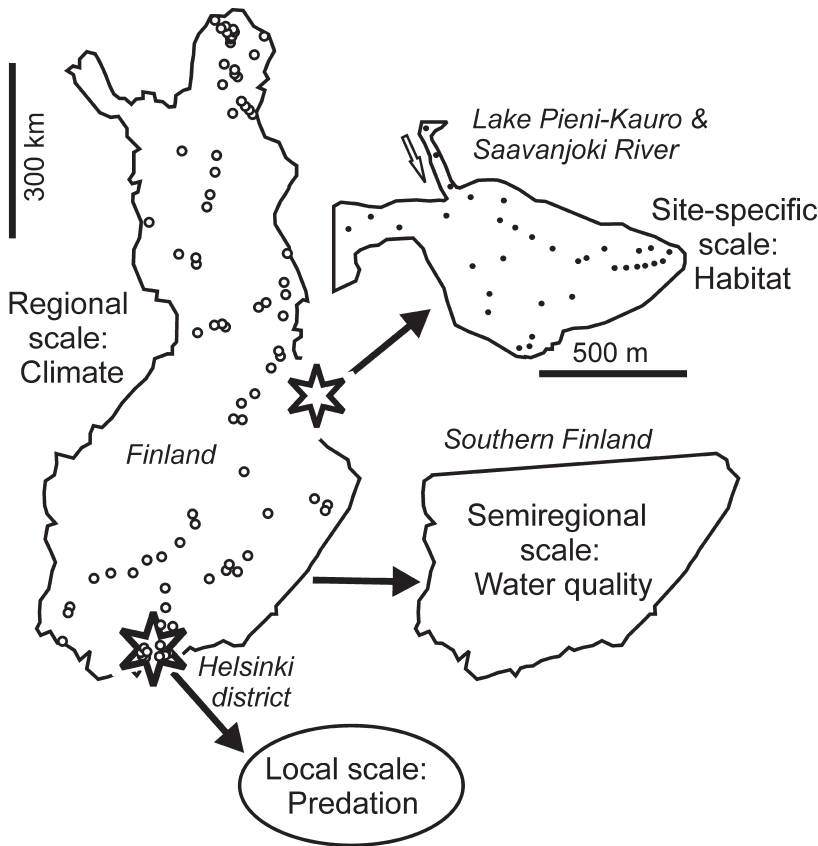 300 km
Lake Pieni-Kauro &
Saavanjoki River
Site-specific
scale:
Habitat
500 m
Regional
scale:
Climate
Finland
Southern Finland
Semiregional
scale:
Water quality
Helsinki
district
Local scale:
Predation